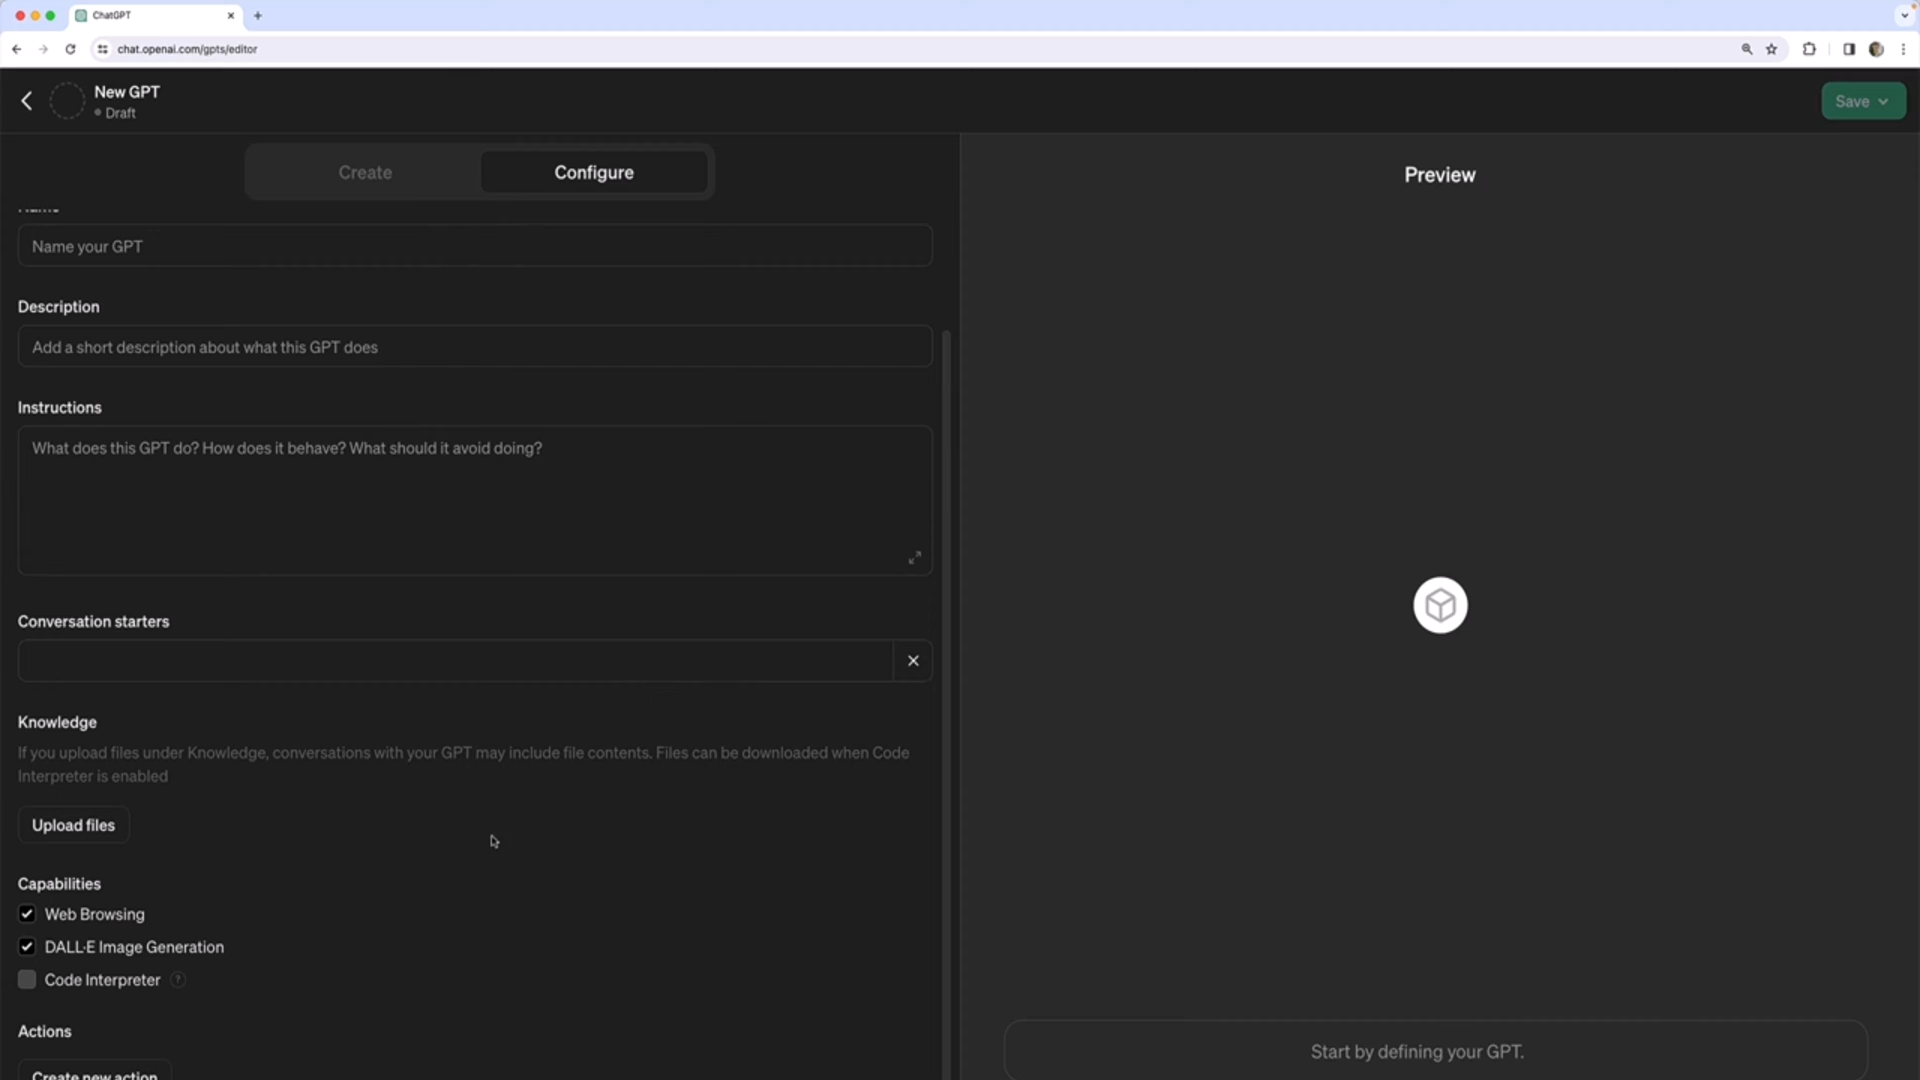 ChatGPT
chat.openai.com/gpts/editor
New GPT
Draft
Save
Create
Configure
Preview
Name
Name your GPT
Description
Add a short description about what this GPT does
Instructions
What does this GPT do? How does it behave? What should it avoid doing?
Conversation starters
Knowledge
If you upload files under Knowledge, conversations with your GPT may include file contents. Files can be downloaded when Code
Interpreter is enabled
Upload files
Capabilities
Web Browsing
DALL·E Image Generation
Code Interpreter ?
Actions
Create new action
Start by defining your GPT.